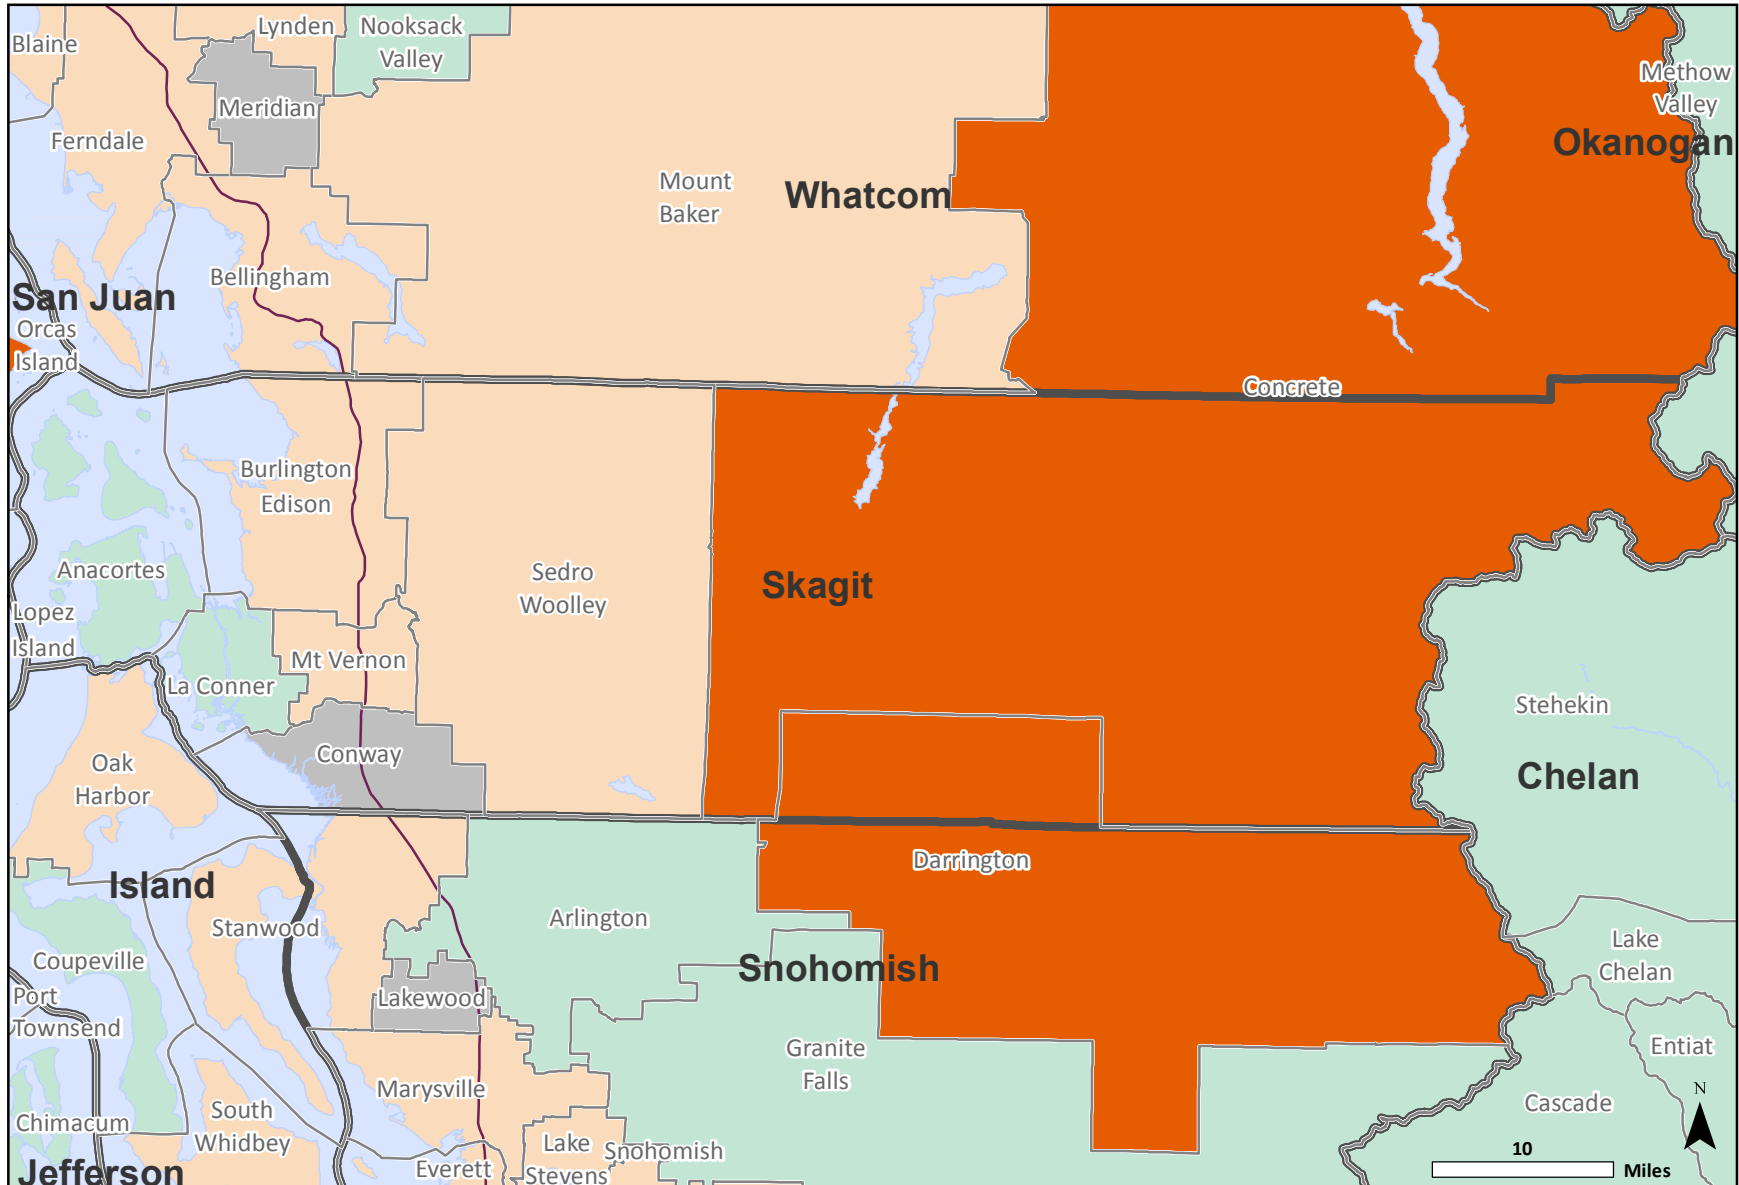 Lynden
Nooksack
Valley
Blaine
Methow
Valley
Meridian
Ferndale
Okanogan
Mount
Baker
Whatcom
Bellingham
San Juan
Orcas
Island
Concrete
Burlington
Edison
Anacortes
Sedro
Woolley
Skagit
Lopez
Island
Mt Vernon
La Conner
Stehekin
Conway
Oak
Harbor
Chelan
Darrington
Island
Arlington
Stanwood
Lake
Chelan
Coupeville
Snohomish
Port
Townsend
Lakewood
Granite
Falls
Entiat
Marysville
N
Cascade
South
Whidbey
Chimacum
Lake
Stevens
Snohomish
Everett
Jefferson
10
Miles